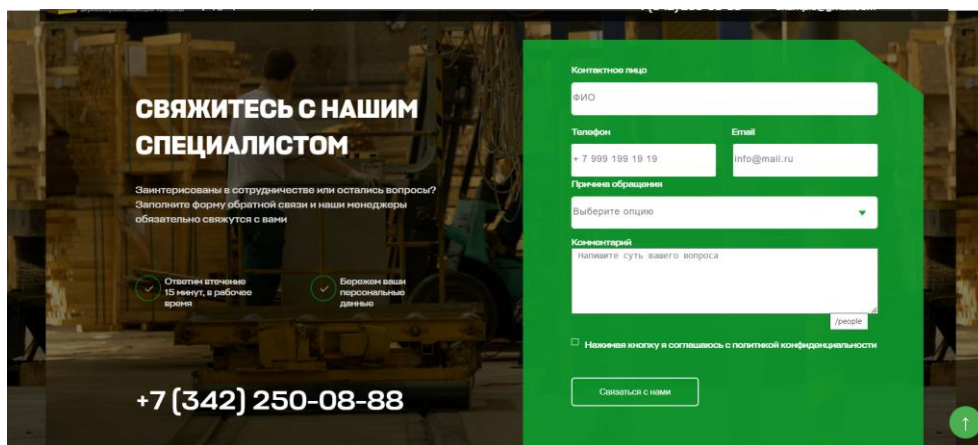 СВЯЖИТЕСЬ С НАШИМ
СПЕЦИАЛИСТОМ
Заинтерисованы в сотрудничестве или остались вопросы?
Заполните форму обратной связи и наши менеджеры
обязательно свяжутся с вами
Ответим втечение
15 минут, в рабочее
время
Бережем ваши
персональные
данные
+7 (342) 250-08-88
Контактное лицо
ФИО
Телефон
Email
+ 7 999 199 19 19
info@mail.ru
Причина обращения
Выберите опцию
Комментарий
Напишите суть вашего вопроса
/people
Нажимая кнопку я соглашаюсь с политикой конфиденциальности
Связаться с нами